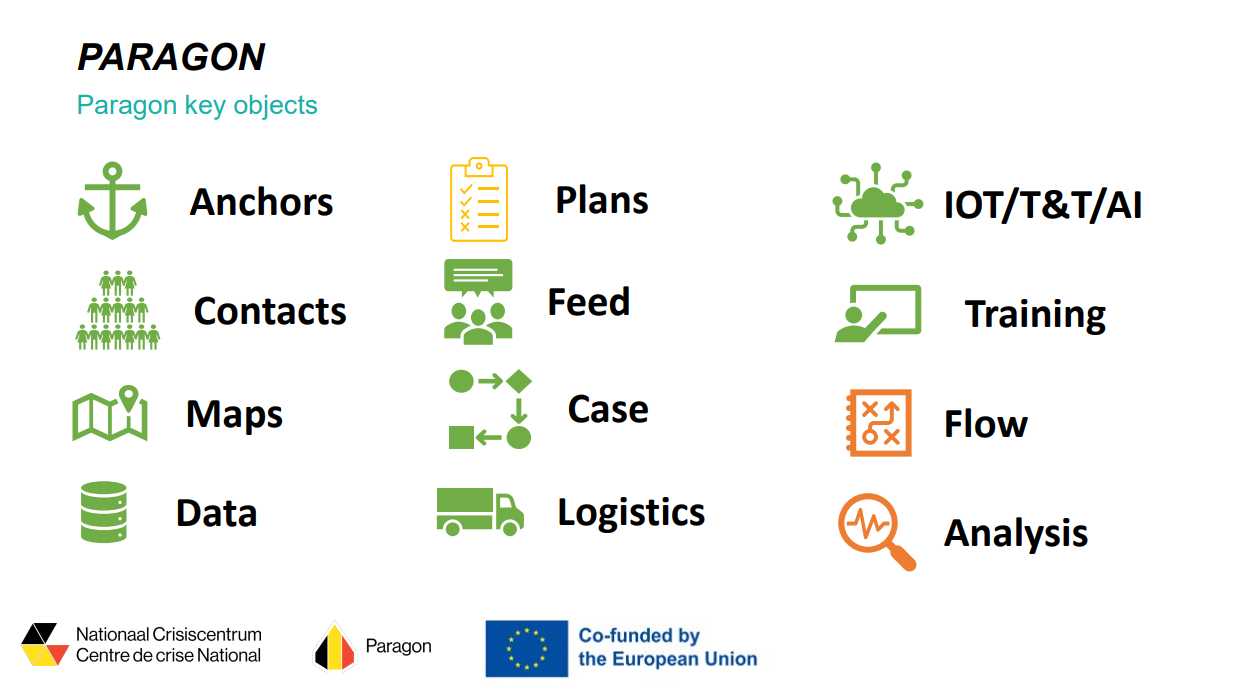 PARAGON
Paragon key objects
Anchors
Contacts
Maps
Data
Plans
Feed
Case
Logistics
IOT/T&T/AI
Training
Flow
Analysis
Nationaal Crisiscentrum
Centre de crise National
Paragon
Co-funded by
the European Union